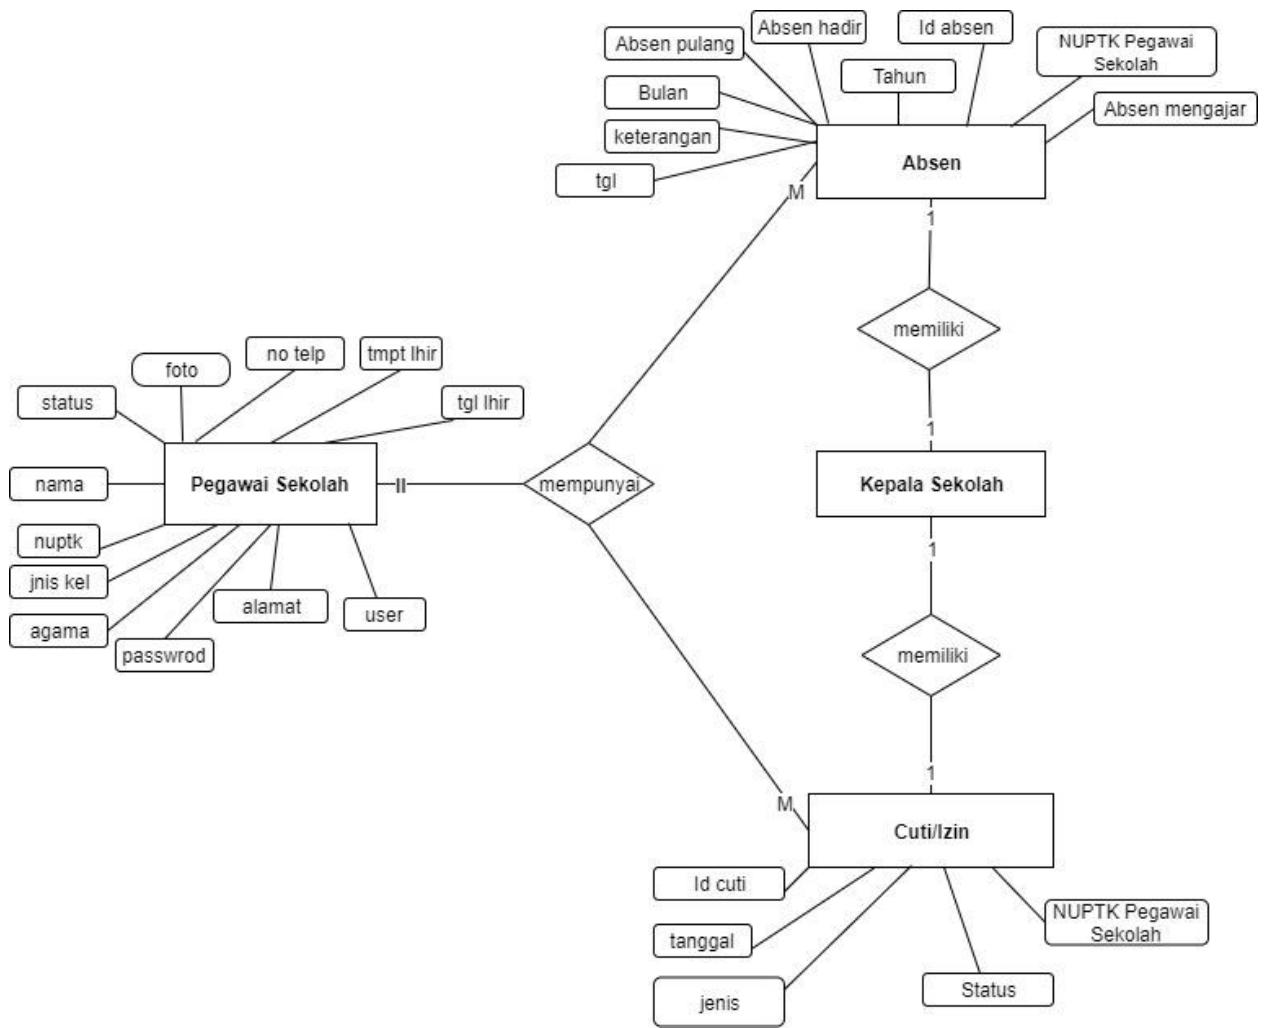 Absen hadir
Id absen
Absen pulang
NUPTK Pegawai
Sekolah
Tahun
Bulan
Absen mengajar
keterangan
tgl
Absen
M
1
memiliki
no telp
tmpt lhir
foto
status
tgl lhir
1
Pegawai Sekolah
II
mempunyai
Kepala Sekolah
nama
nuptk
1
jnis kel
alamat
user
agama
passwrod
memiliki
1
M
Cuti/Izin
Id cuti
NUPTK Pegawai
Sekolah
tanggal
Status
jenis